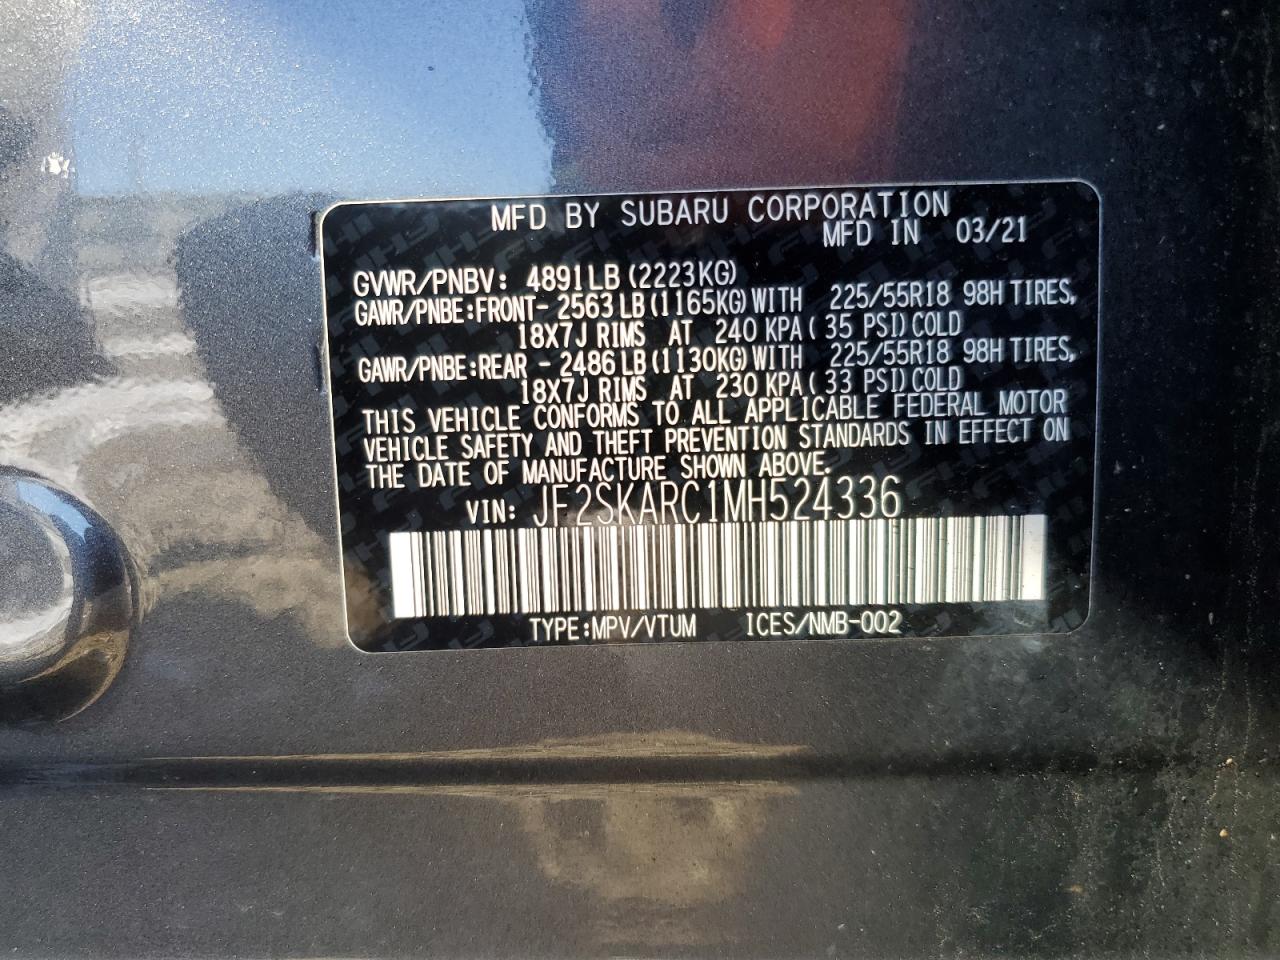 MFD BY SUBARU CORPORATION
MFD IN 03/21
GVWR/PNBV: 4891LB (2223KG)
GAWR/PNBE:FRONT- 2563 LB (1165KG) WITH 225/55R18 98H TIRES,
18X7J RIMS AT 240 KPA ( 35 PSI) COLD
GAWR/PNBE:REAR - 2486 LB (1130KG) WITH 225/55R18 98H TIRES,
18X7J RIMS AT 230 KPA ( 33 PSI) COLD
THIS VEHICLE CONFORMS TO ALL APPLICABLE FEDERAL MOTOR
VEHICLE SAFETY AND THEFT PREVENTION STANDARDS IN EFFECT ON
THE DATE OF MANUFACTURE SHOWN ABOVE.
VIN: JF2SKARC1MH524336
TYPE:MPV/VTUM ICES/NMB-002